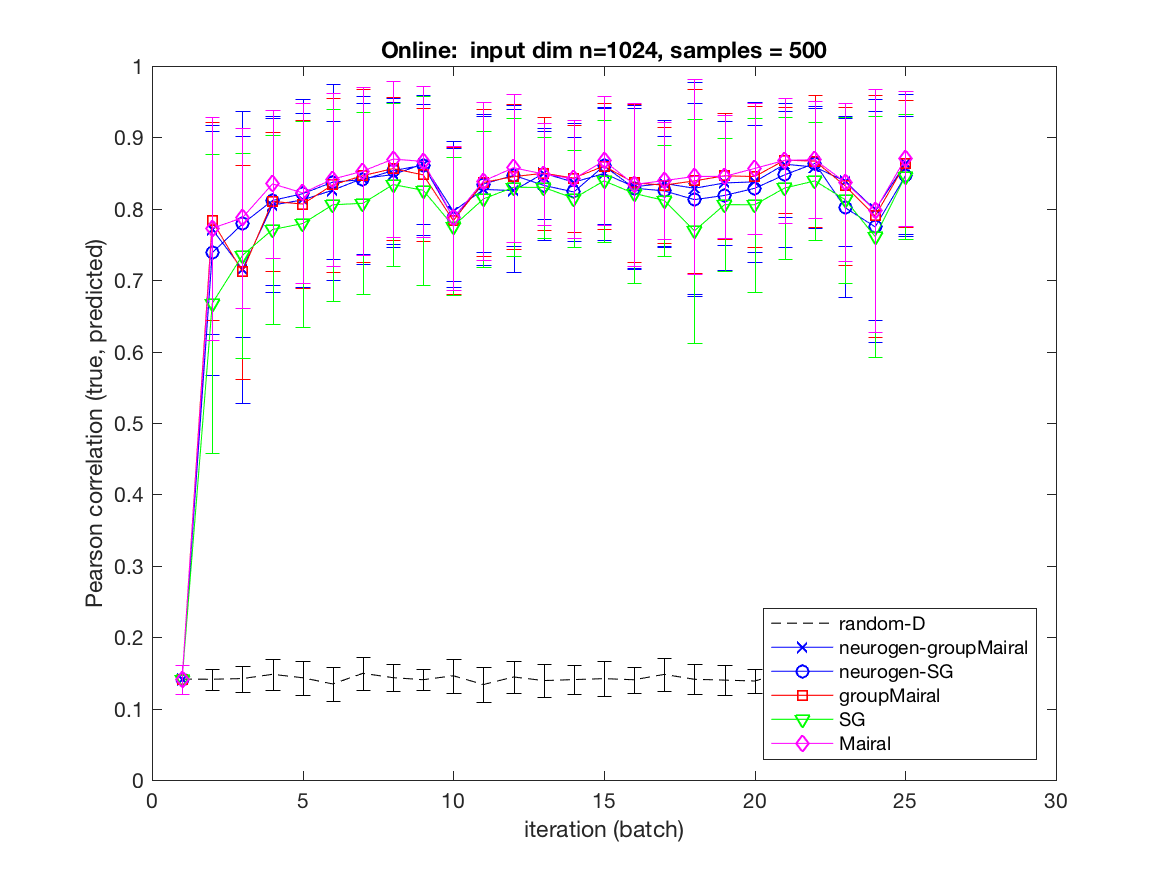 Online:  input dim n=1024, samples = 500
Pearson correlation (true, predicted)
1
0.9
0.8
0.7
0.6
0.5
0.4
0.3
0.2
0.1
0
random-D
neurogen-groupMairal
neurogen-SG
groupMairal
SG
Mairal
0
5
10
15
20
25
30
iteration (batch)